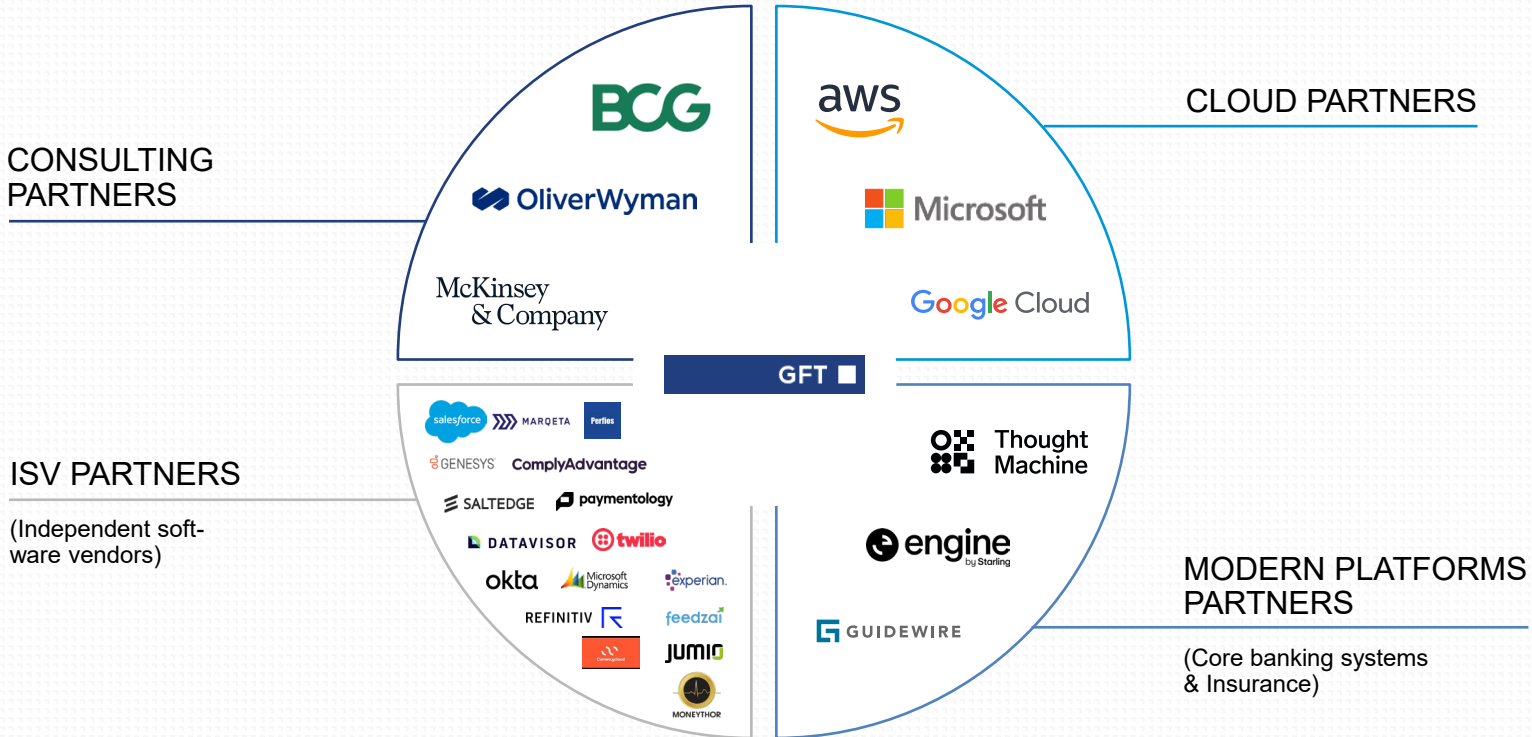 BCG
OliverWyman
McKinsey
& Company
aws
Microsoft
Google Cloud
CLOUD PARTNERS
CONSULTING
PARTNERS
GFT
salesforce
MARQETA
Perfios
GENESYS
ComplyAdvantage
SALTEDGE
paymentology
DATAVISOR
twilio
okta
Microsoft
Dynamics
experian.
REFINITIV
feedzai
JUMIO
MONEYTHOR
ISV PARTNERS
(Independent soft-
ware vendors)
Thought
Machine
engine
by Starling
GUIDEWIRE
MODERN PLATFORMS
PARTNERS
(Core banking systems
& Insurance)